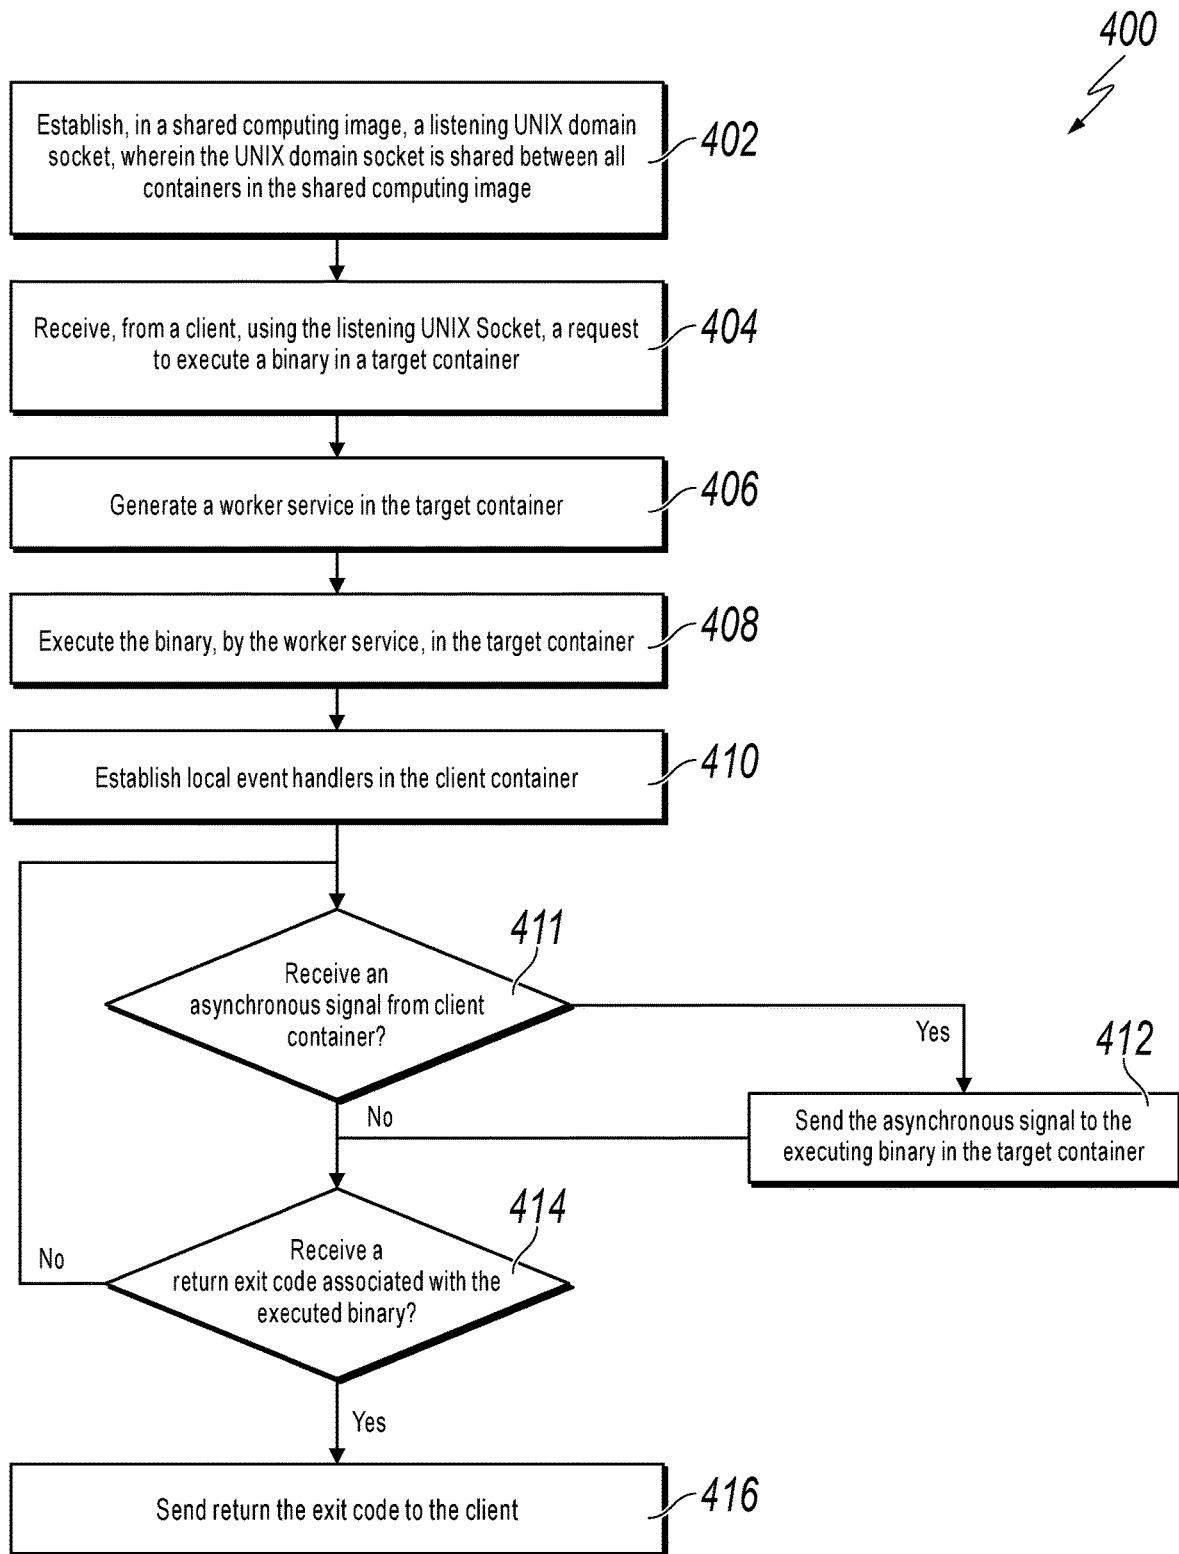 400
Establish, in a shared computing image, a listening UNIX domain
socket, wherein the UNIX domain socket is shared between all
containers in the shared computing image
402
Receive, from a client, using the listening UNIX Socket, a request
to execute a binary in a target container
404
Generate a worker service in the target container
406
Execute the binary, by the worker service, in the target container
408
Establish local event handlers in the client container
410
411
Receive an
asynchronous signal from client
container?
Yes
412
No
Send the asynchronous signal to the
executing binary in the target container
414
No
Receive a
return exit code associated with the
executed binary?
Yes
Send return the exit code to the client
416